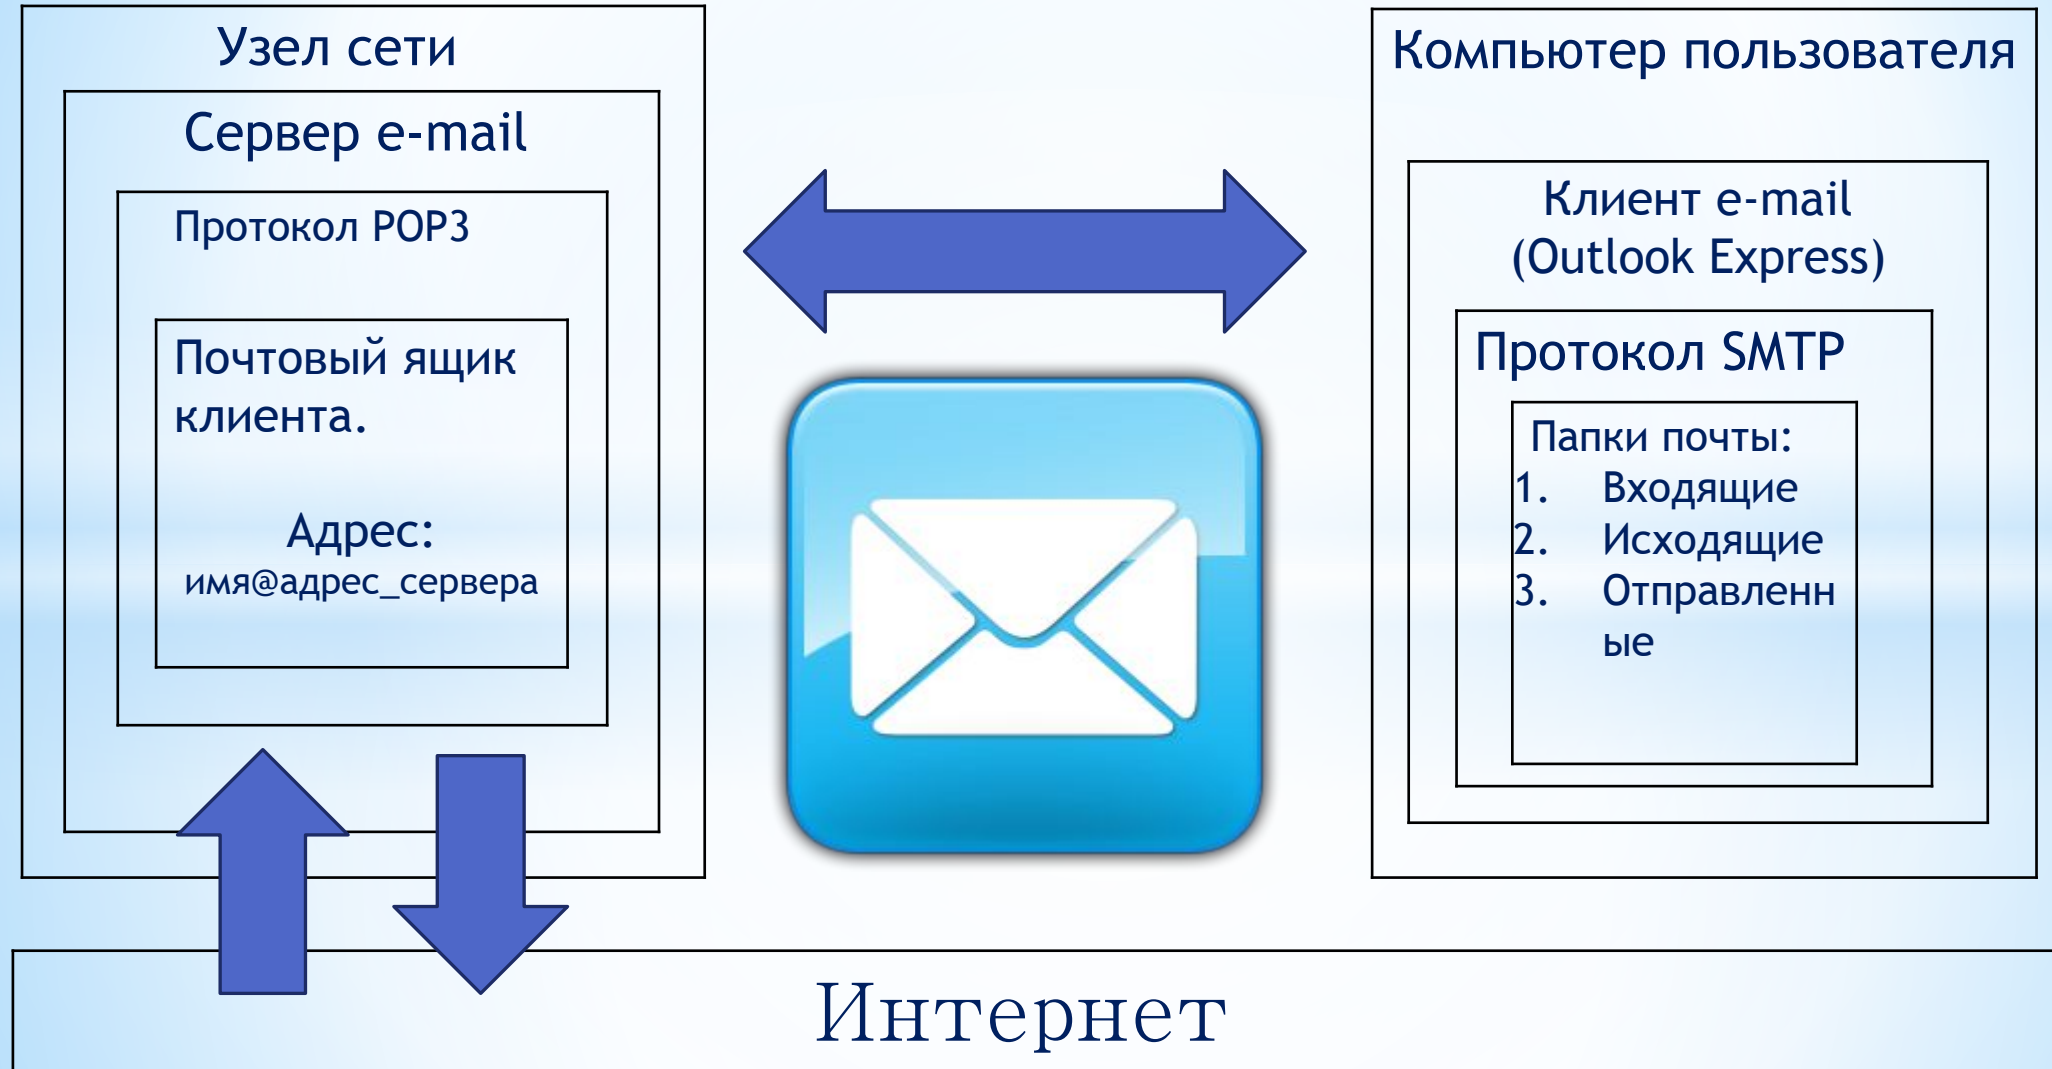 Узел сети
Сервер e-mail
Протокол POP3
Почтовый ящик
клиента.
Адрес:
имя@адрес_сервера
Компьютер пользователя
Клиент e-mail
(Outlook Express)
Протокол SMTP
Папки почты:
1. Входящие
2. Исходящие
3. Отправленн
ые
Интернет